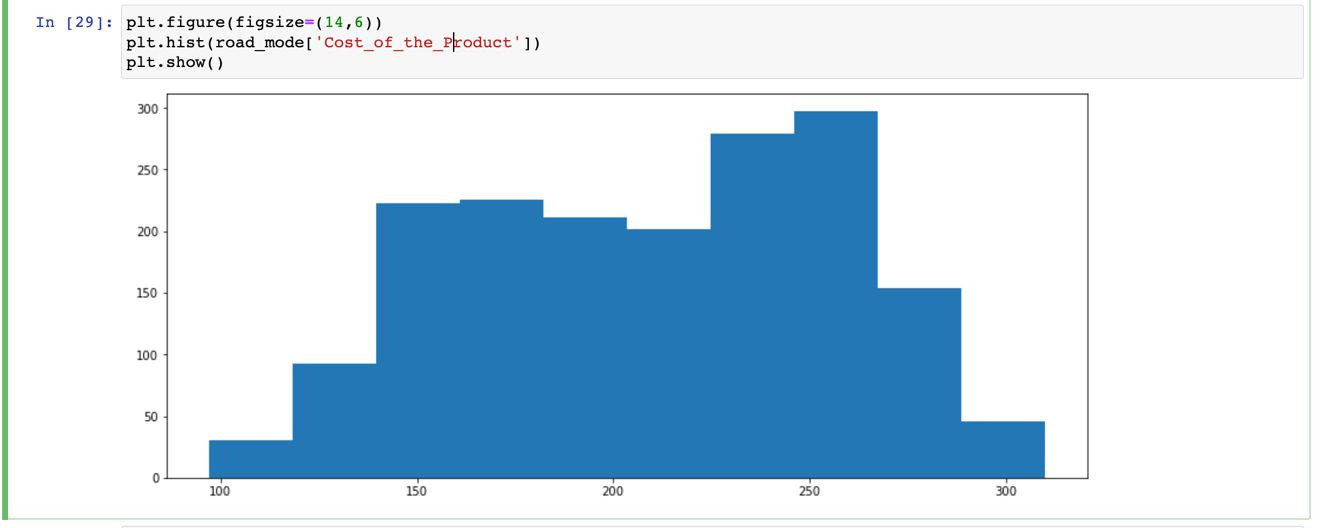 In [29]: plt.figure(figsize=(14,6))
plt.hist(road_mode['Cost_of_the_Product'])
plt.show()
300
250
200
150
100
50
0
100 150 200 250 300